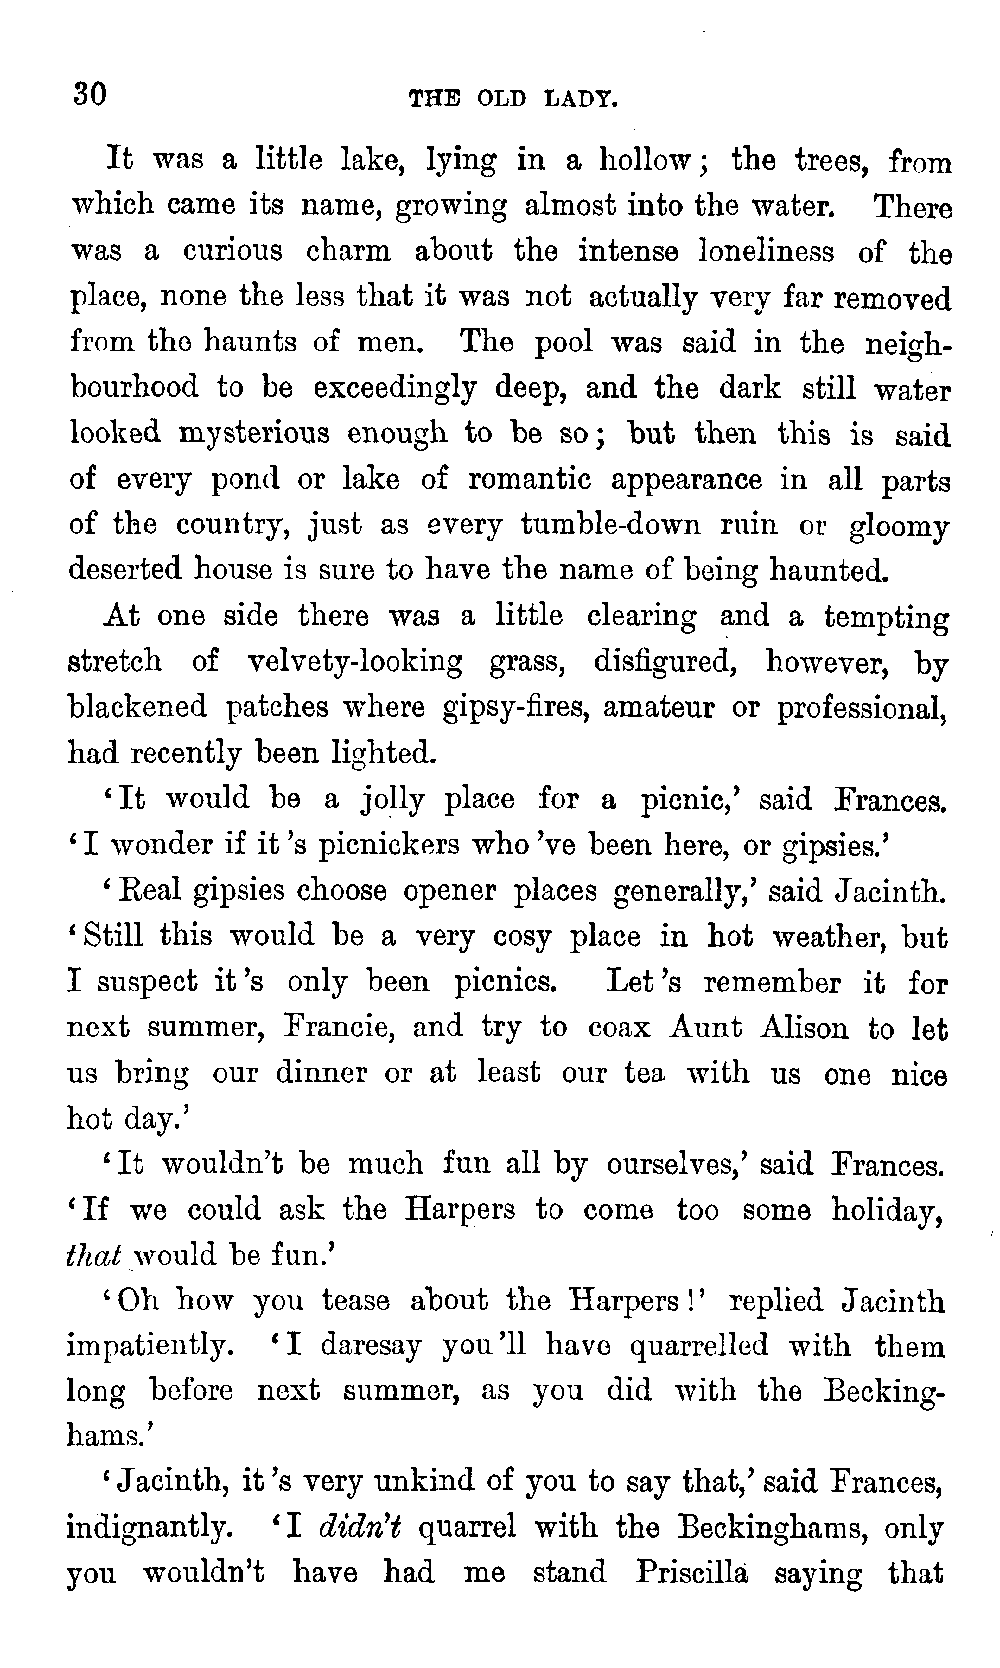 30 THE OLD LADY.
It was a little lake, lying in a hollow; the trees, from
which came its name, growing almost into the water. There
was a curious charm about the intense loneliness of the
place, none the less that it was not actually very far removed
from the haunts of men. The pool was said in the neigh-
bourhood to be exceedingly deep, and the dark still water
looked mysterious enough to be so; but then this is said
of every pond or lake of romantic appearance in all parts
of the country, just as every tumble-down ruin or gloomy
deserted house is sure to have the name of being haunted.
At one side there was a little clearing and a tempting
stretch of velvety-looking grass, disfigured, however, by
blackened patches where gipsy-fires, amateur or professional,
had recently been lighted.
‘It would be a jolly place for a picnic,’ said Frances.
‘I wonder if it’s picnickers who’ve been here, or gipsies.’
‘Real gipsies choose opener places generally,’ said Jacinth.
‘Still this would be a very cosy place in hot weather, but
I suspect it’s only been picnics. Let’s remember it for
next summer, Francie, and try to coax Aunt Alison to let
us bring our dinner or at least our tea with us one nice
hot day.’
‘It wouldn’t be much fun all by ourselves,’ said Frances.
‘If we could ask the Harpers to come too some holiday,
that would be fun.’
‘Oh how you tease about the Harpers!’ replied Jacinth
impatiently. ‘I daresay you’ll have quarrelled with them
long before next summer, as you did with the Becking-
hams.’
‘Jacinth, it’s very unkind of you to say that,’ said Frances,
indignantly. ‘I didn’t quarrel with the Beckinghams, only
you wouldn’t have had me stand Priscilla saying that